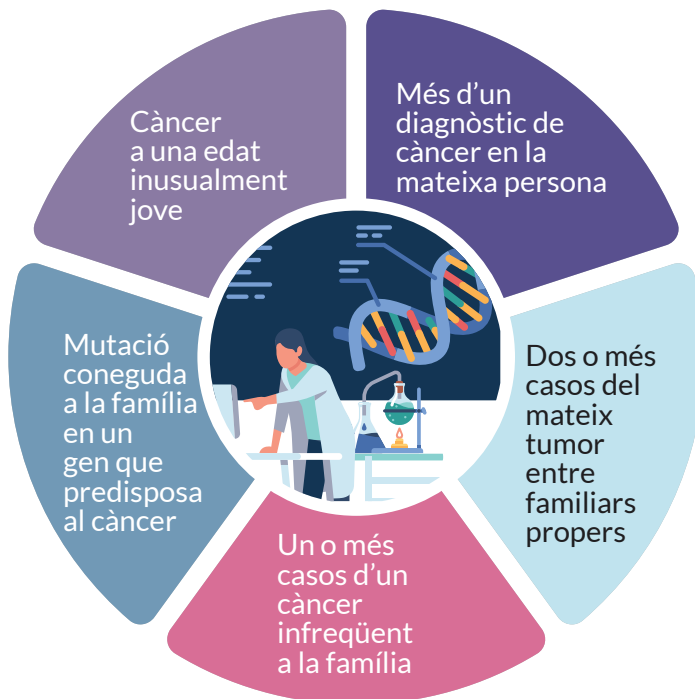 Càncer
a una edat
inusualment
jove
Més d'un
diagnòstic de
càncer en la
mateixa persona
Mutació
coneguda
a la família
en un
gen que
predisposa
al càncer
Dos o més
casos del
mateix
tumor
entre
familiars
propers
Un o més
casos d'un
càncer
infreqüent
a la família